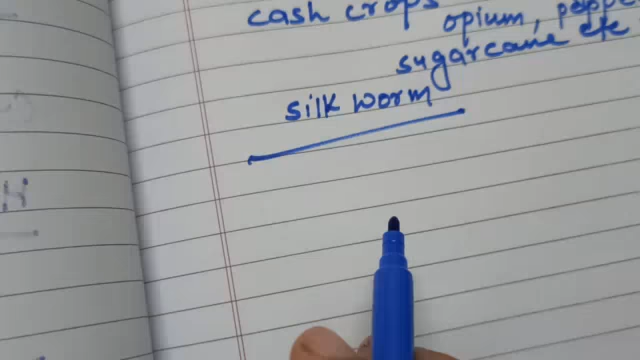 cash crops
opium,
sugarcane etc
silk worm
H